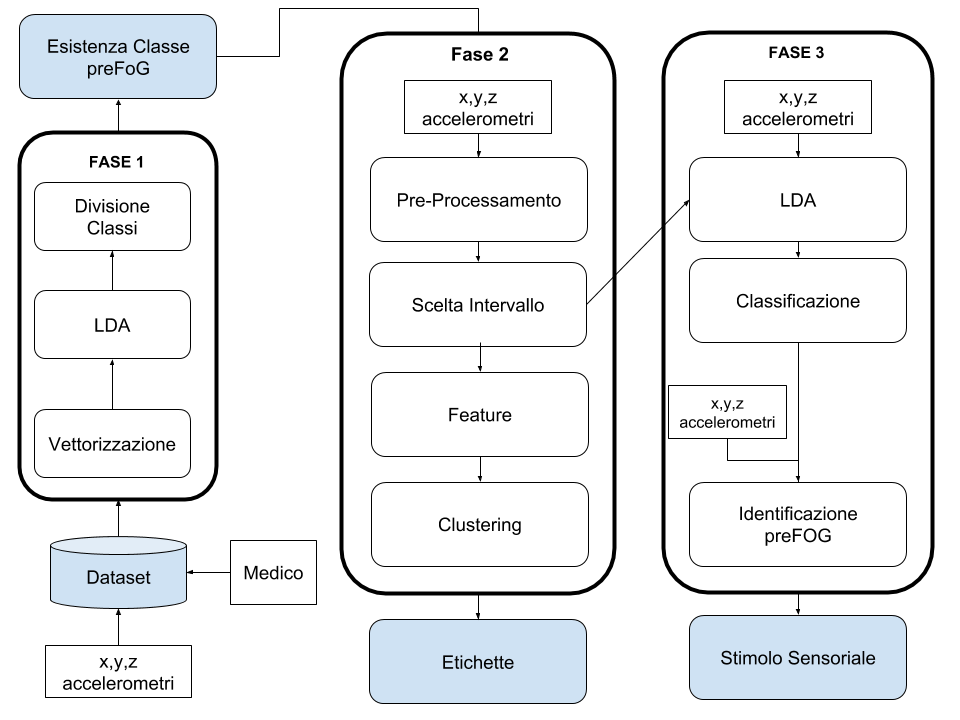 Esistenza Classe
preFoG
FASE 1
Divisione
Classi
LDA
Vettorizzazione
Dataset
Medico
x,y,z
accelerometri
Fase 2
x,y,z
accelerometri
Pre-Processamento
Scelta Intervallo
Feature
Clustering
Etichette
FASE 3
x,y,z
accelerometri
LDA
Classificazione
x,y,z
accelerometri
Identificazione
preFOG
Stimolo Sensoriale